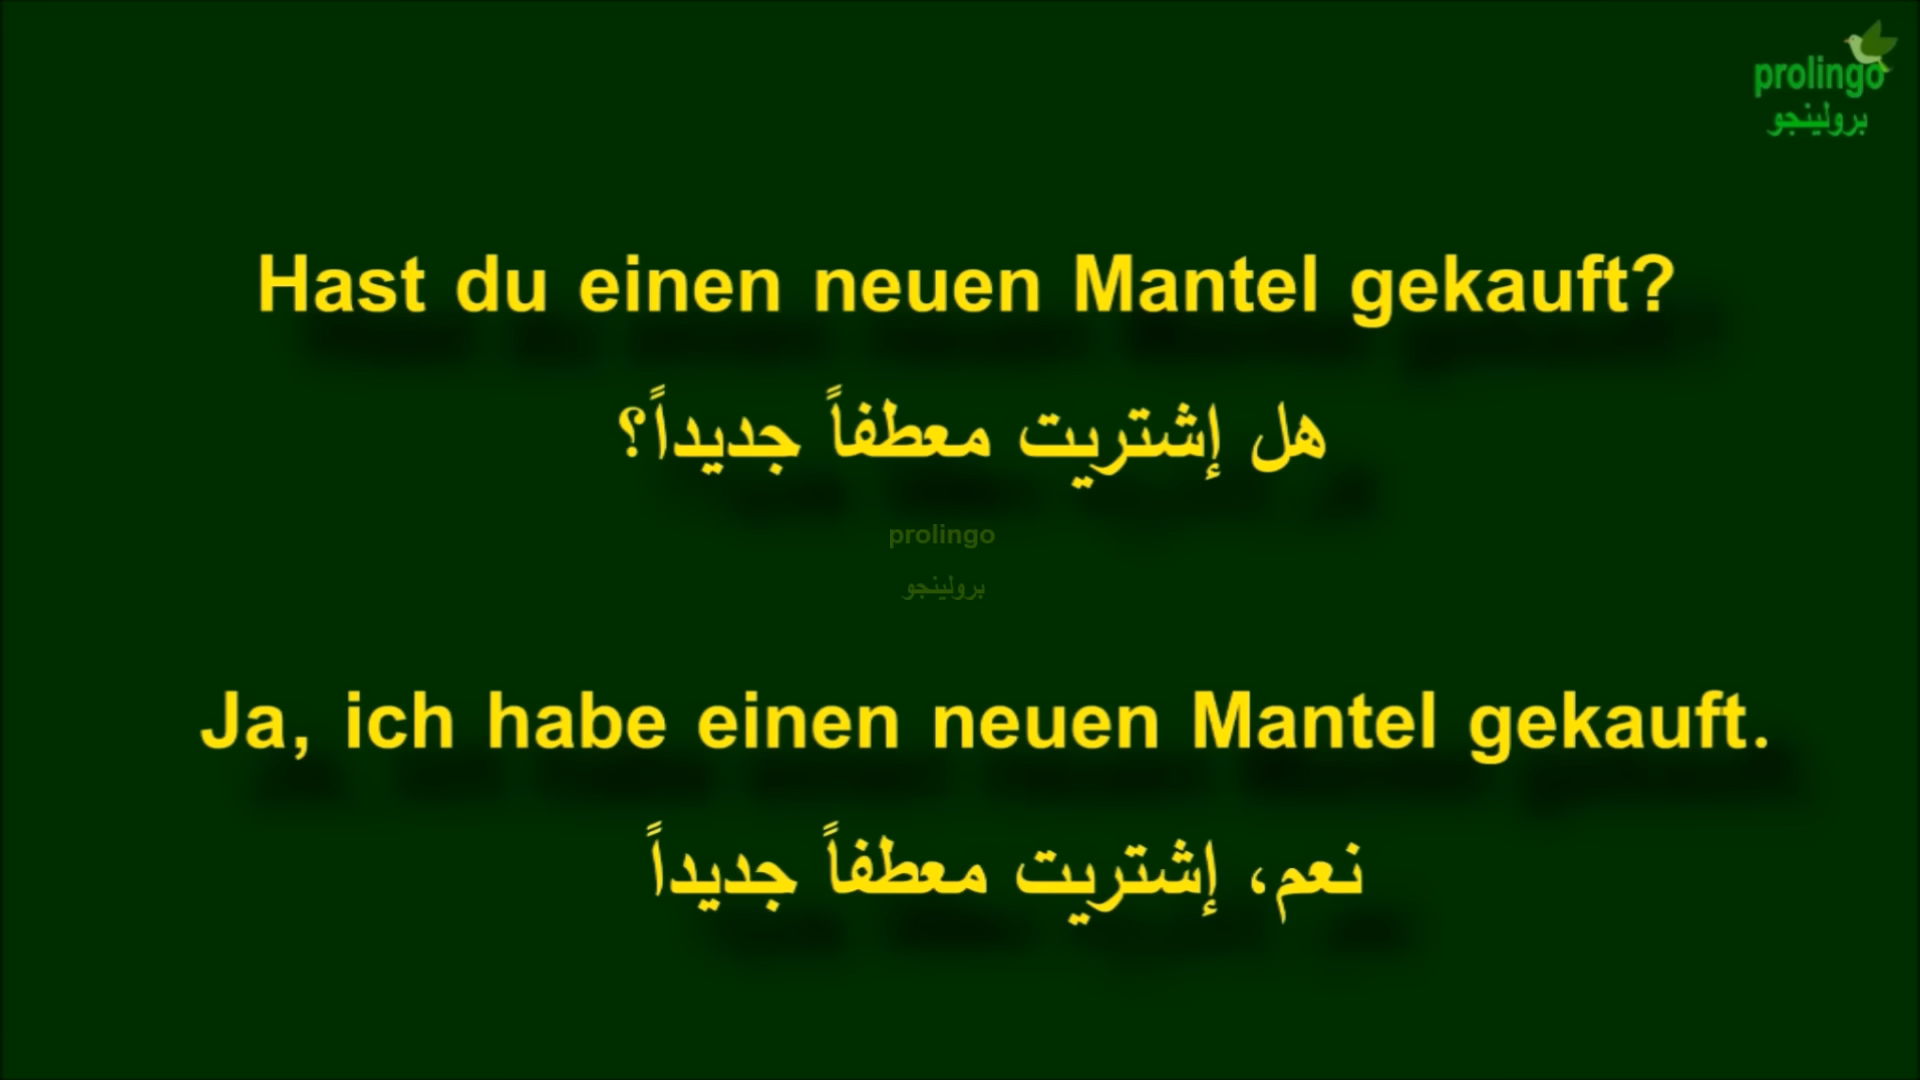 prolingo
برولينجو
Hast du einen neuen Mantel gekauft?
هل إشتريت معطفاً جديداً؟
prolingo
برولينجو
Ja, ich habe einen neuen Mantel gekauft.
نعم، إشتريت معطفاً جديداً